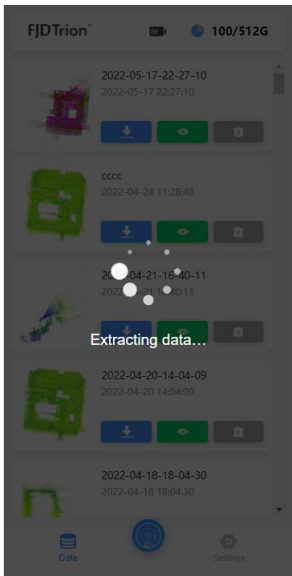 FJDTrion™ 100/512G
2022-05-17-22-27-10
2022-05-17 22:27:10
cccc
2022-04-24 11:28:48
2022-04-21-16-40-11
2022-04-21 16:40:11
Extracting data...
2022-04-20-14-04-09
2022-04-20 14:04:09
2022-04-18-18-04-30
2022-04-18 18:04:30
Data Settings